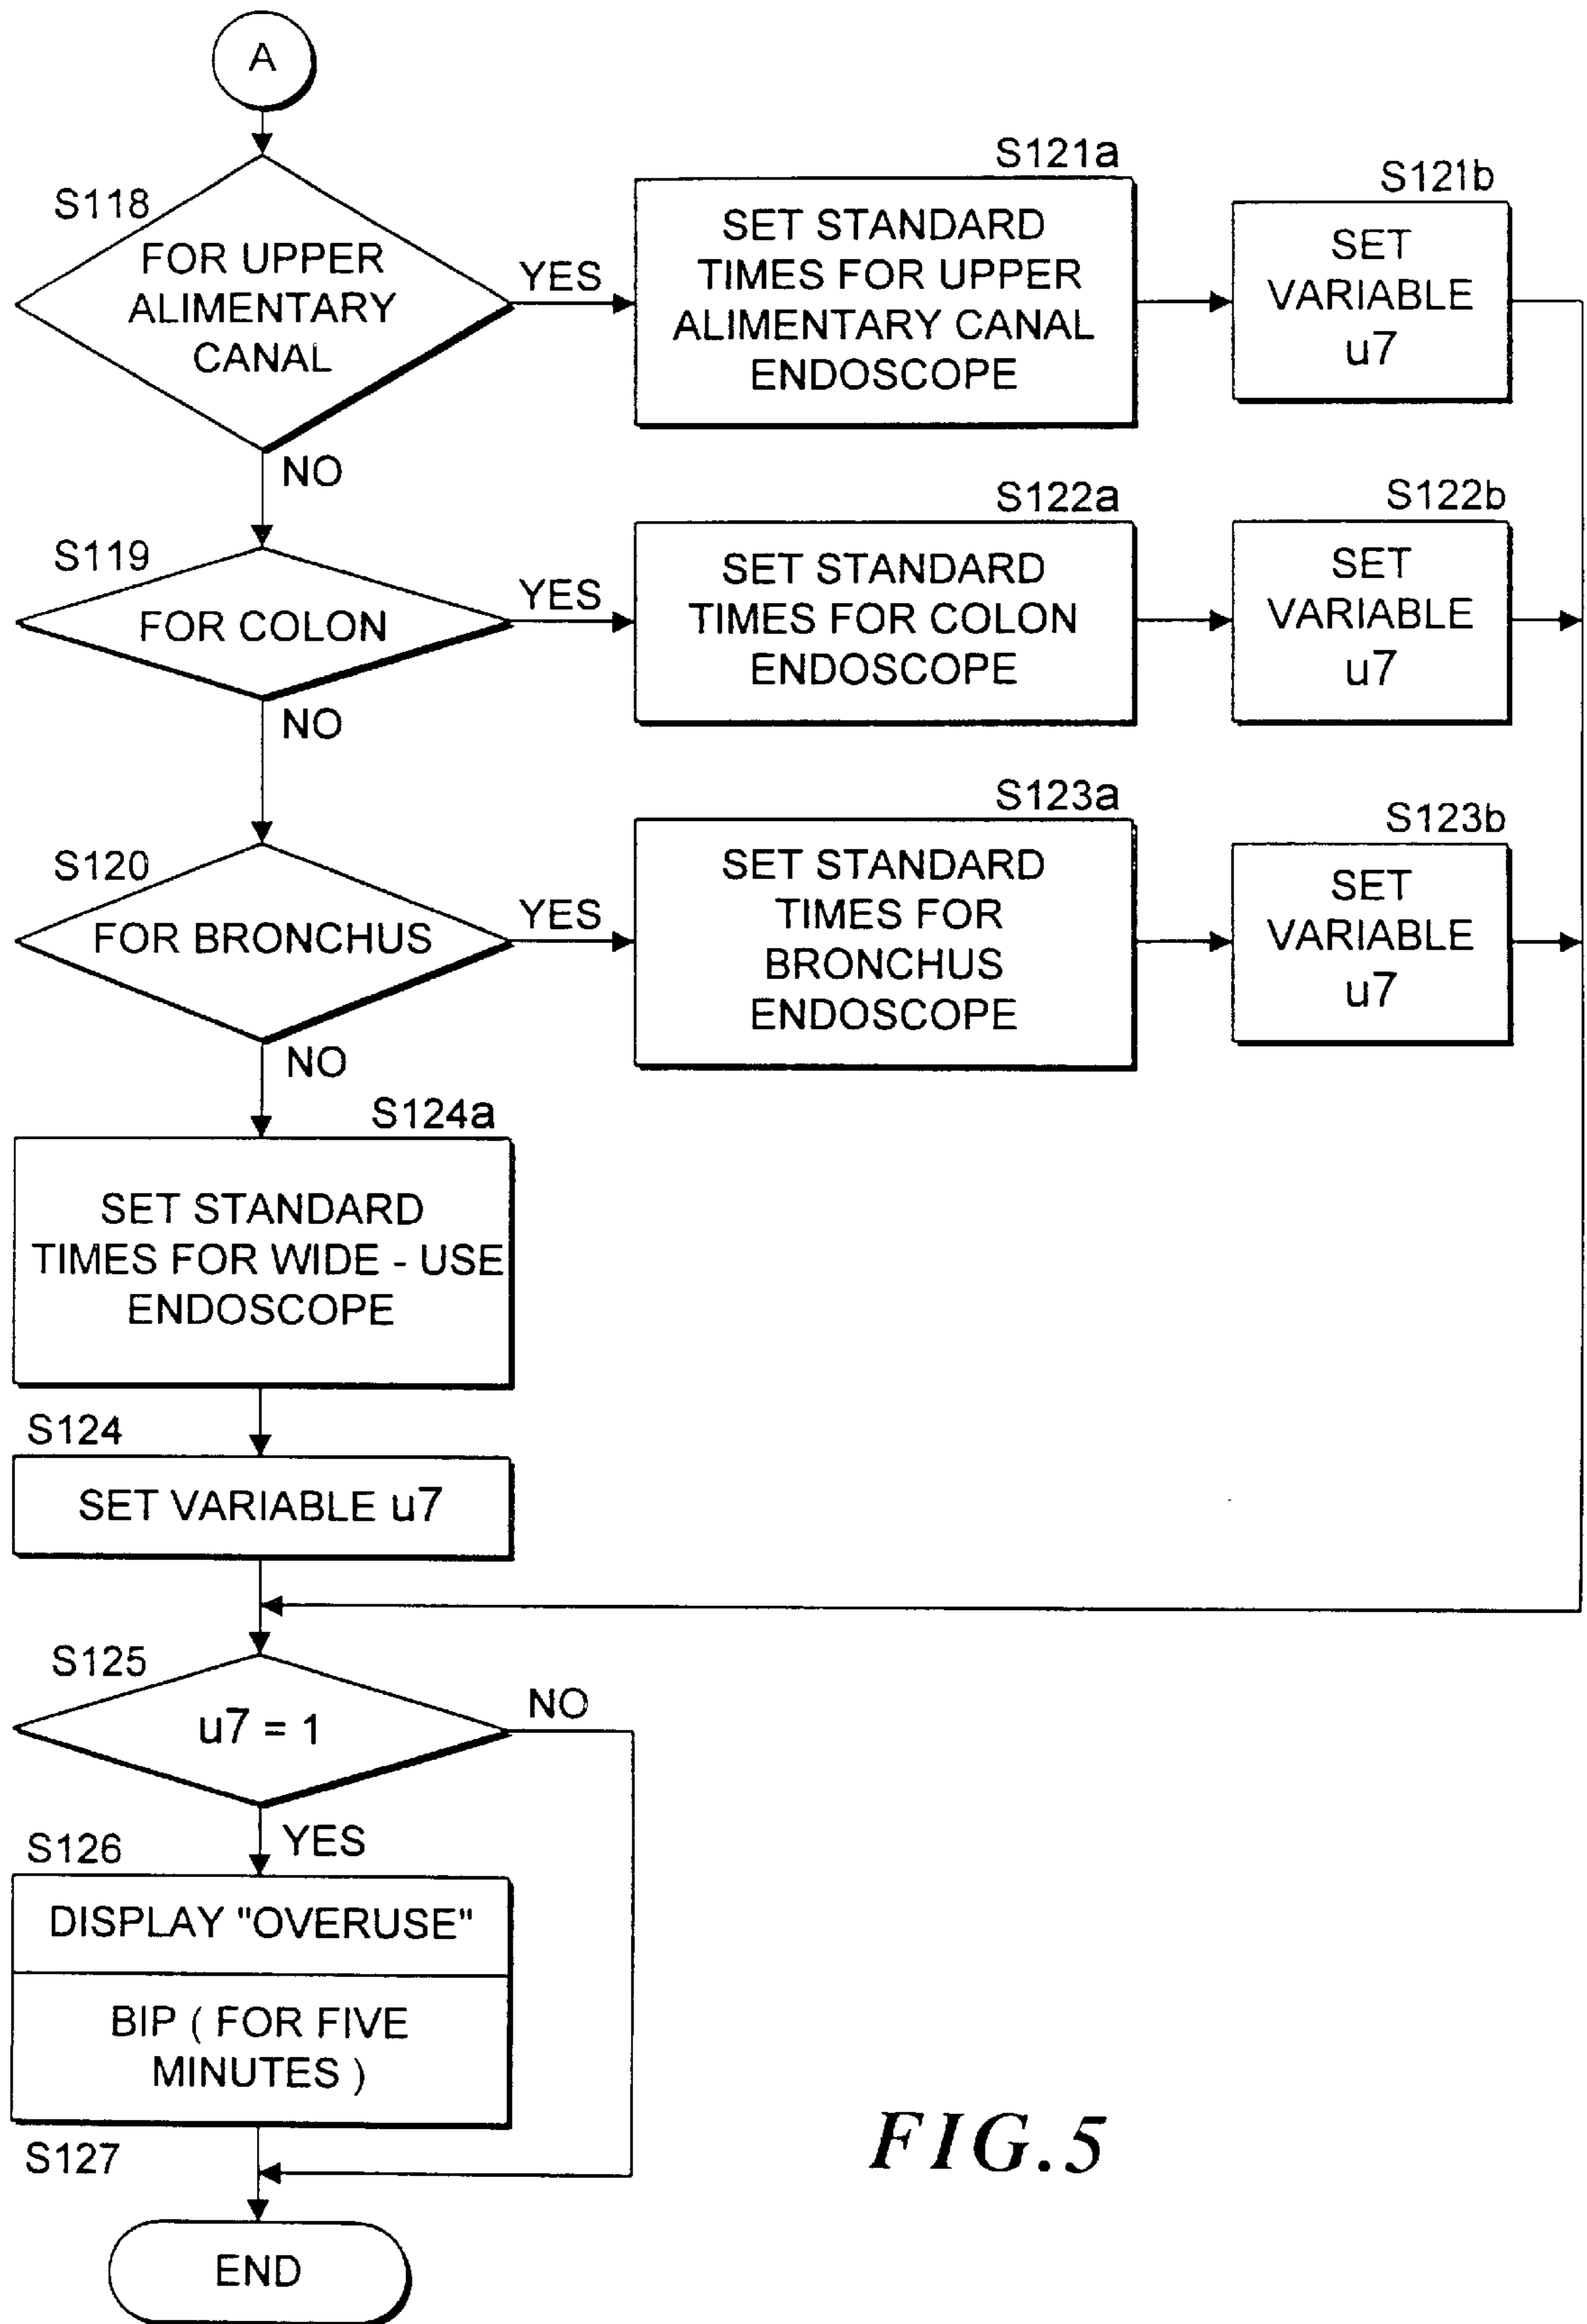 A
S118
FOR UPPER
ALIMENTARY
CANAL
YES
NO
S121a
SET STANDARD
TIMES FOR UPPER
ALIMENTARY CANAL
ENDOSCOPE
S121b
SET
VARIABLE
u7
S119
FOR COLON
YES
NO
S122a
SET STANDARD
TIMES FOR COLON
ENDOSCOPE
S122b
SET
VARIABLE
u7
S120
FOR BRONCHUS
YES
NO
S123a
SET STANDARD
TIMES FOR
BRONCHUS
ENDOSCOPE
S123b
SET
VARIABLE
u7
S124a
SET STANDARD
TIMES FOR WIDE - USE
ENDOSCOPE
S124
SET VARIABLE u7
S125
u7 = 1
NO
YES
S126
DISPLAY "OVERUSE"
BIP ( FOR FIVE
MINUTES )
S127
END
FIG.5